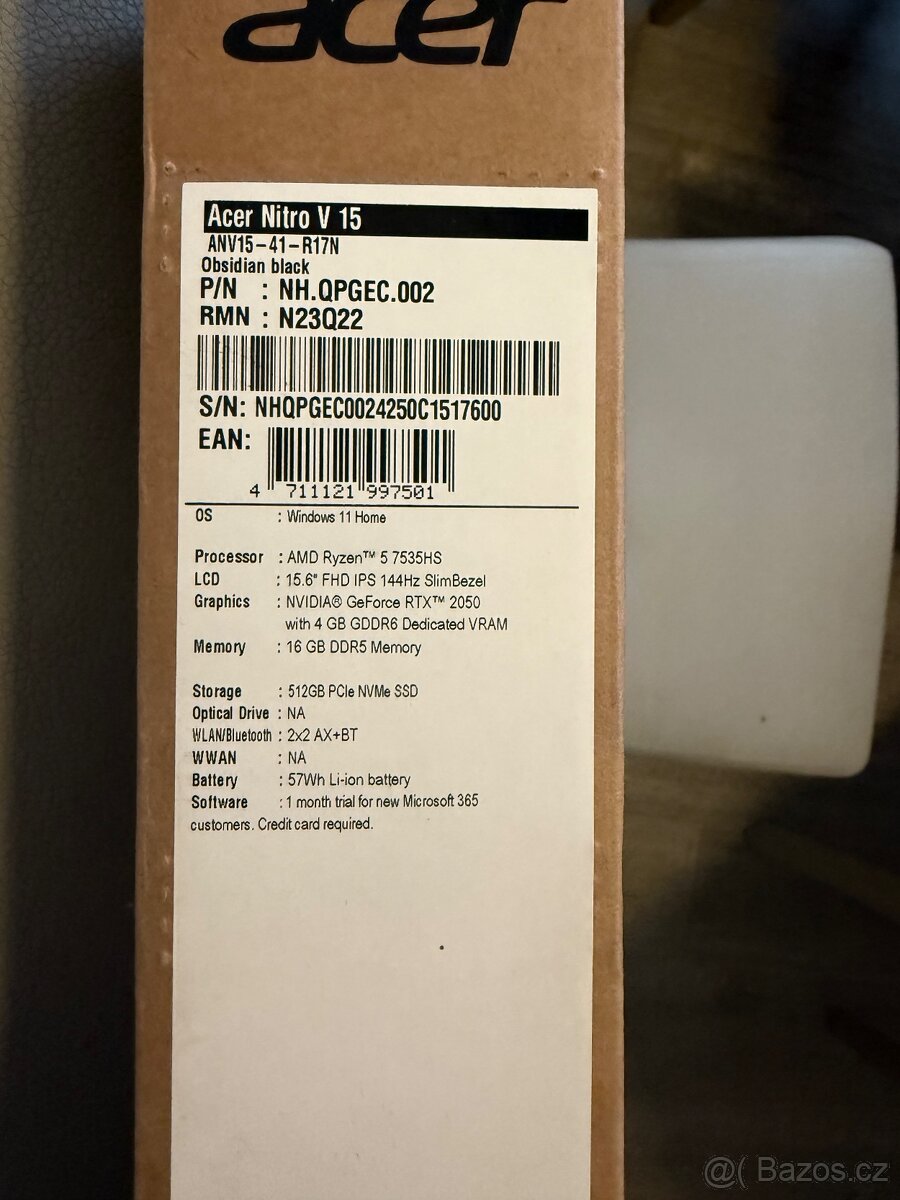 acer
Acer Nitro V 15
ANV15-41-R17N
Obsidian black
P/N : NH.QPGEC.002
RMN : N23Q22
S/N: NHQPGEC0024250C1517600
EAN:
4 711121 997501
OS : Windows 11 Home
Processor : AMD Ryzen™ 5 7535HS
LCD : 15.6" FHD IPS 144Hz SlimBezel
Graphics : NVIDIA® GeForce RTX™ 2050
with 4 GB GDDR6 Dedicated VRAM
Memory : 16 GB DDR5 Memory
Storage : 512GB PCIe NVMe SSD
Optical Drive : NA
WLAN/Bluetooth : 2x2 AX+BT
WWAN : NA
Battery : 57Wh Li-ion battery
Software : 1 month trial for new Microsoft 365
customers. Credit card required.
@( Bazos.cz